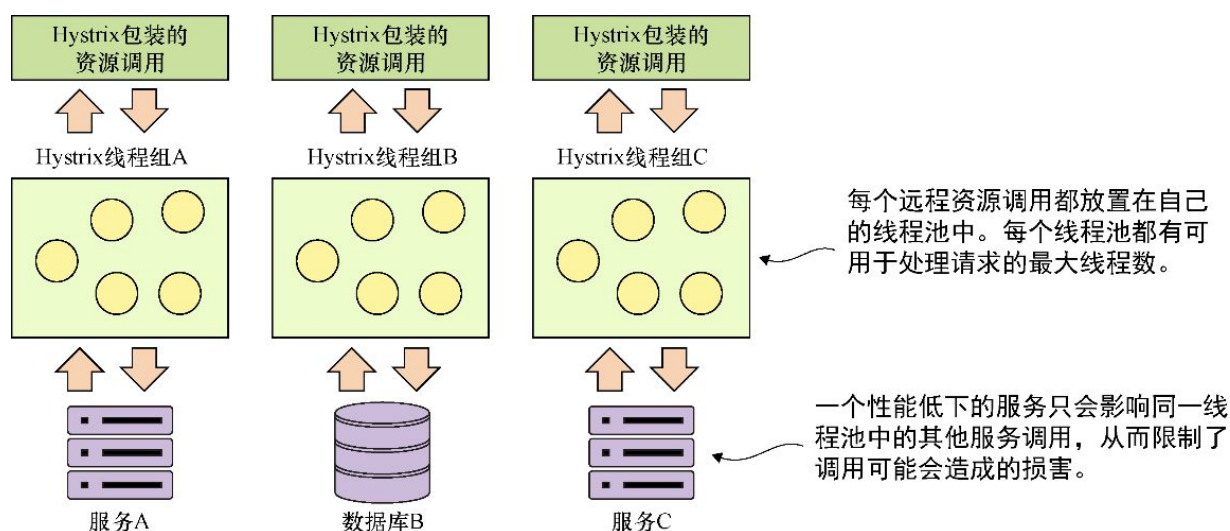 Hystrix包装的
资源调用
Hystrix包装的
资源调用
Hystrix包装的
资源调用
Hystrix线程组A
Hystrix线程组B
Hystrix线程组C
每个远程资源调用都放置在自己
的线程池中。每个线程池都有可
用于处理请求的最大线程数。
一个性能低下的服务只会影响同一线
程池中的其他服务调用，从而限制了
调用可能会造成的损害。
服务A
数据库B
服务C